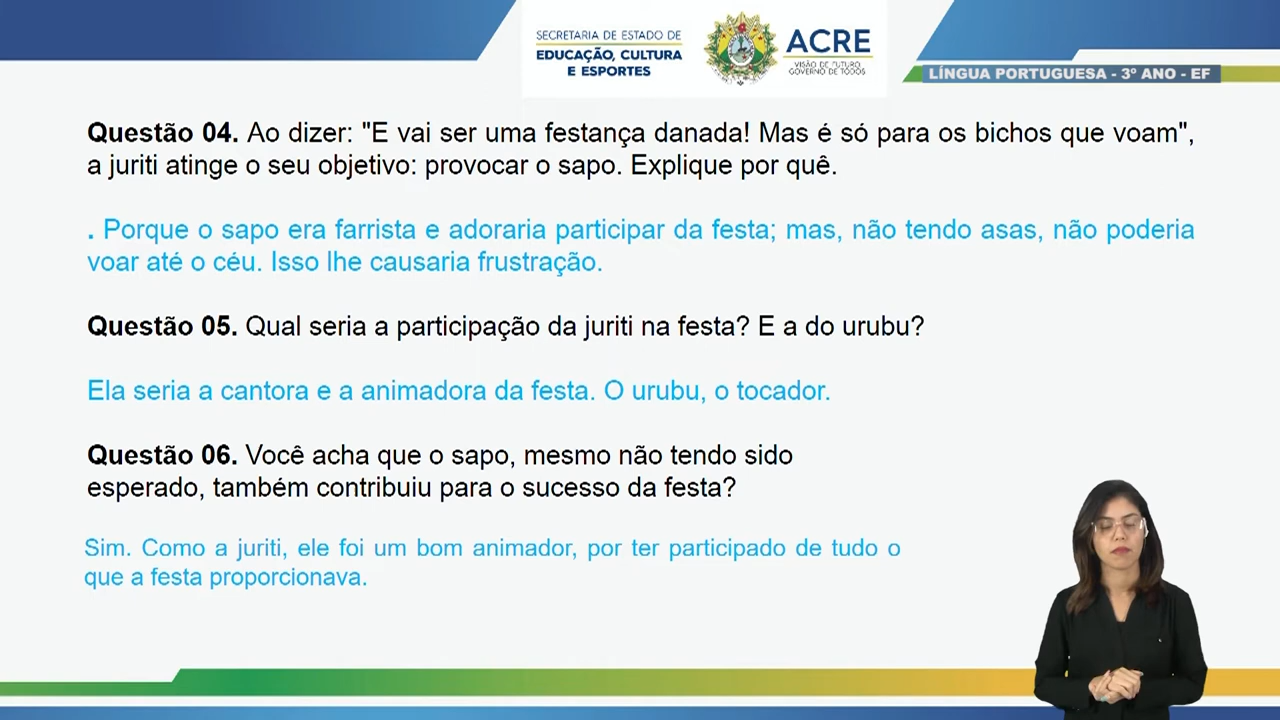 SECRETARIA DE ESTADO DE
EDUCAÇÃO, CULTURA
E ESPORTES
ACRE
VISÃO DE FUTURO,
GOVERNO DE TODOS
LÍNGUA PORTUGUESA - 3º ANO - EF
Questão 04. Ao dizer: "E vai ser uma festança danada! Mas é só para os bichos que voam",
a juriti atinge o seu objetivo: provocar o sapo. Explique por quê.
. Porque o sapo era farrista e adoraria participar da festa; mas, não tendo asas, não poderia
voar até o céu. Isso lhe causaria frustração.
Questão 05. Qual seria a participação da juriti na festa? E a do urubu?
Ela seria a cantora e a animadora da festa. O urubu, o tocador.
Questão 06. Você acha que o sapo, mesmo não tendo sido
esperado, também contribuiu para o sucesso da festa?
Sim. Como a juriti, ele foi um bom animador, por ter participado de tudo o
que a festa proporcionava.